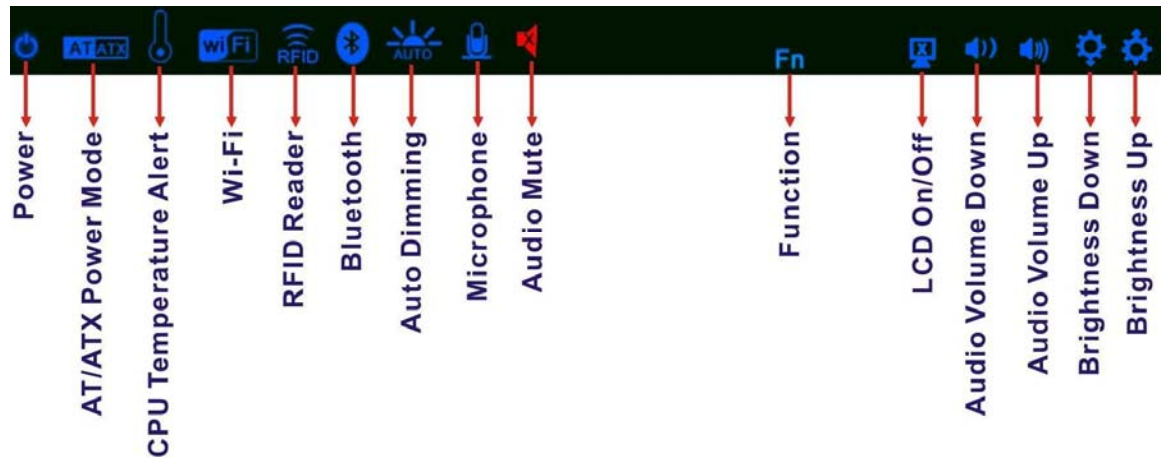 AT ATX
Wi Fi
RFID
AUTO
Fn
Power
AT/ATX Power Mode
CPU Temperature Alert
Wi-Fi
RFID Reader
Bluetooth
Auto Dimming
Microphone
Audio Mute
Function
LCD On/Off
Audio Volume Down
Audio Volume Up
Brightness Down
Brightness Up